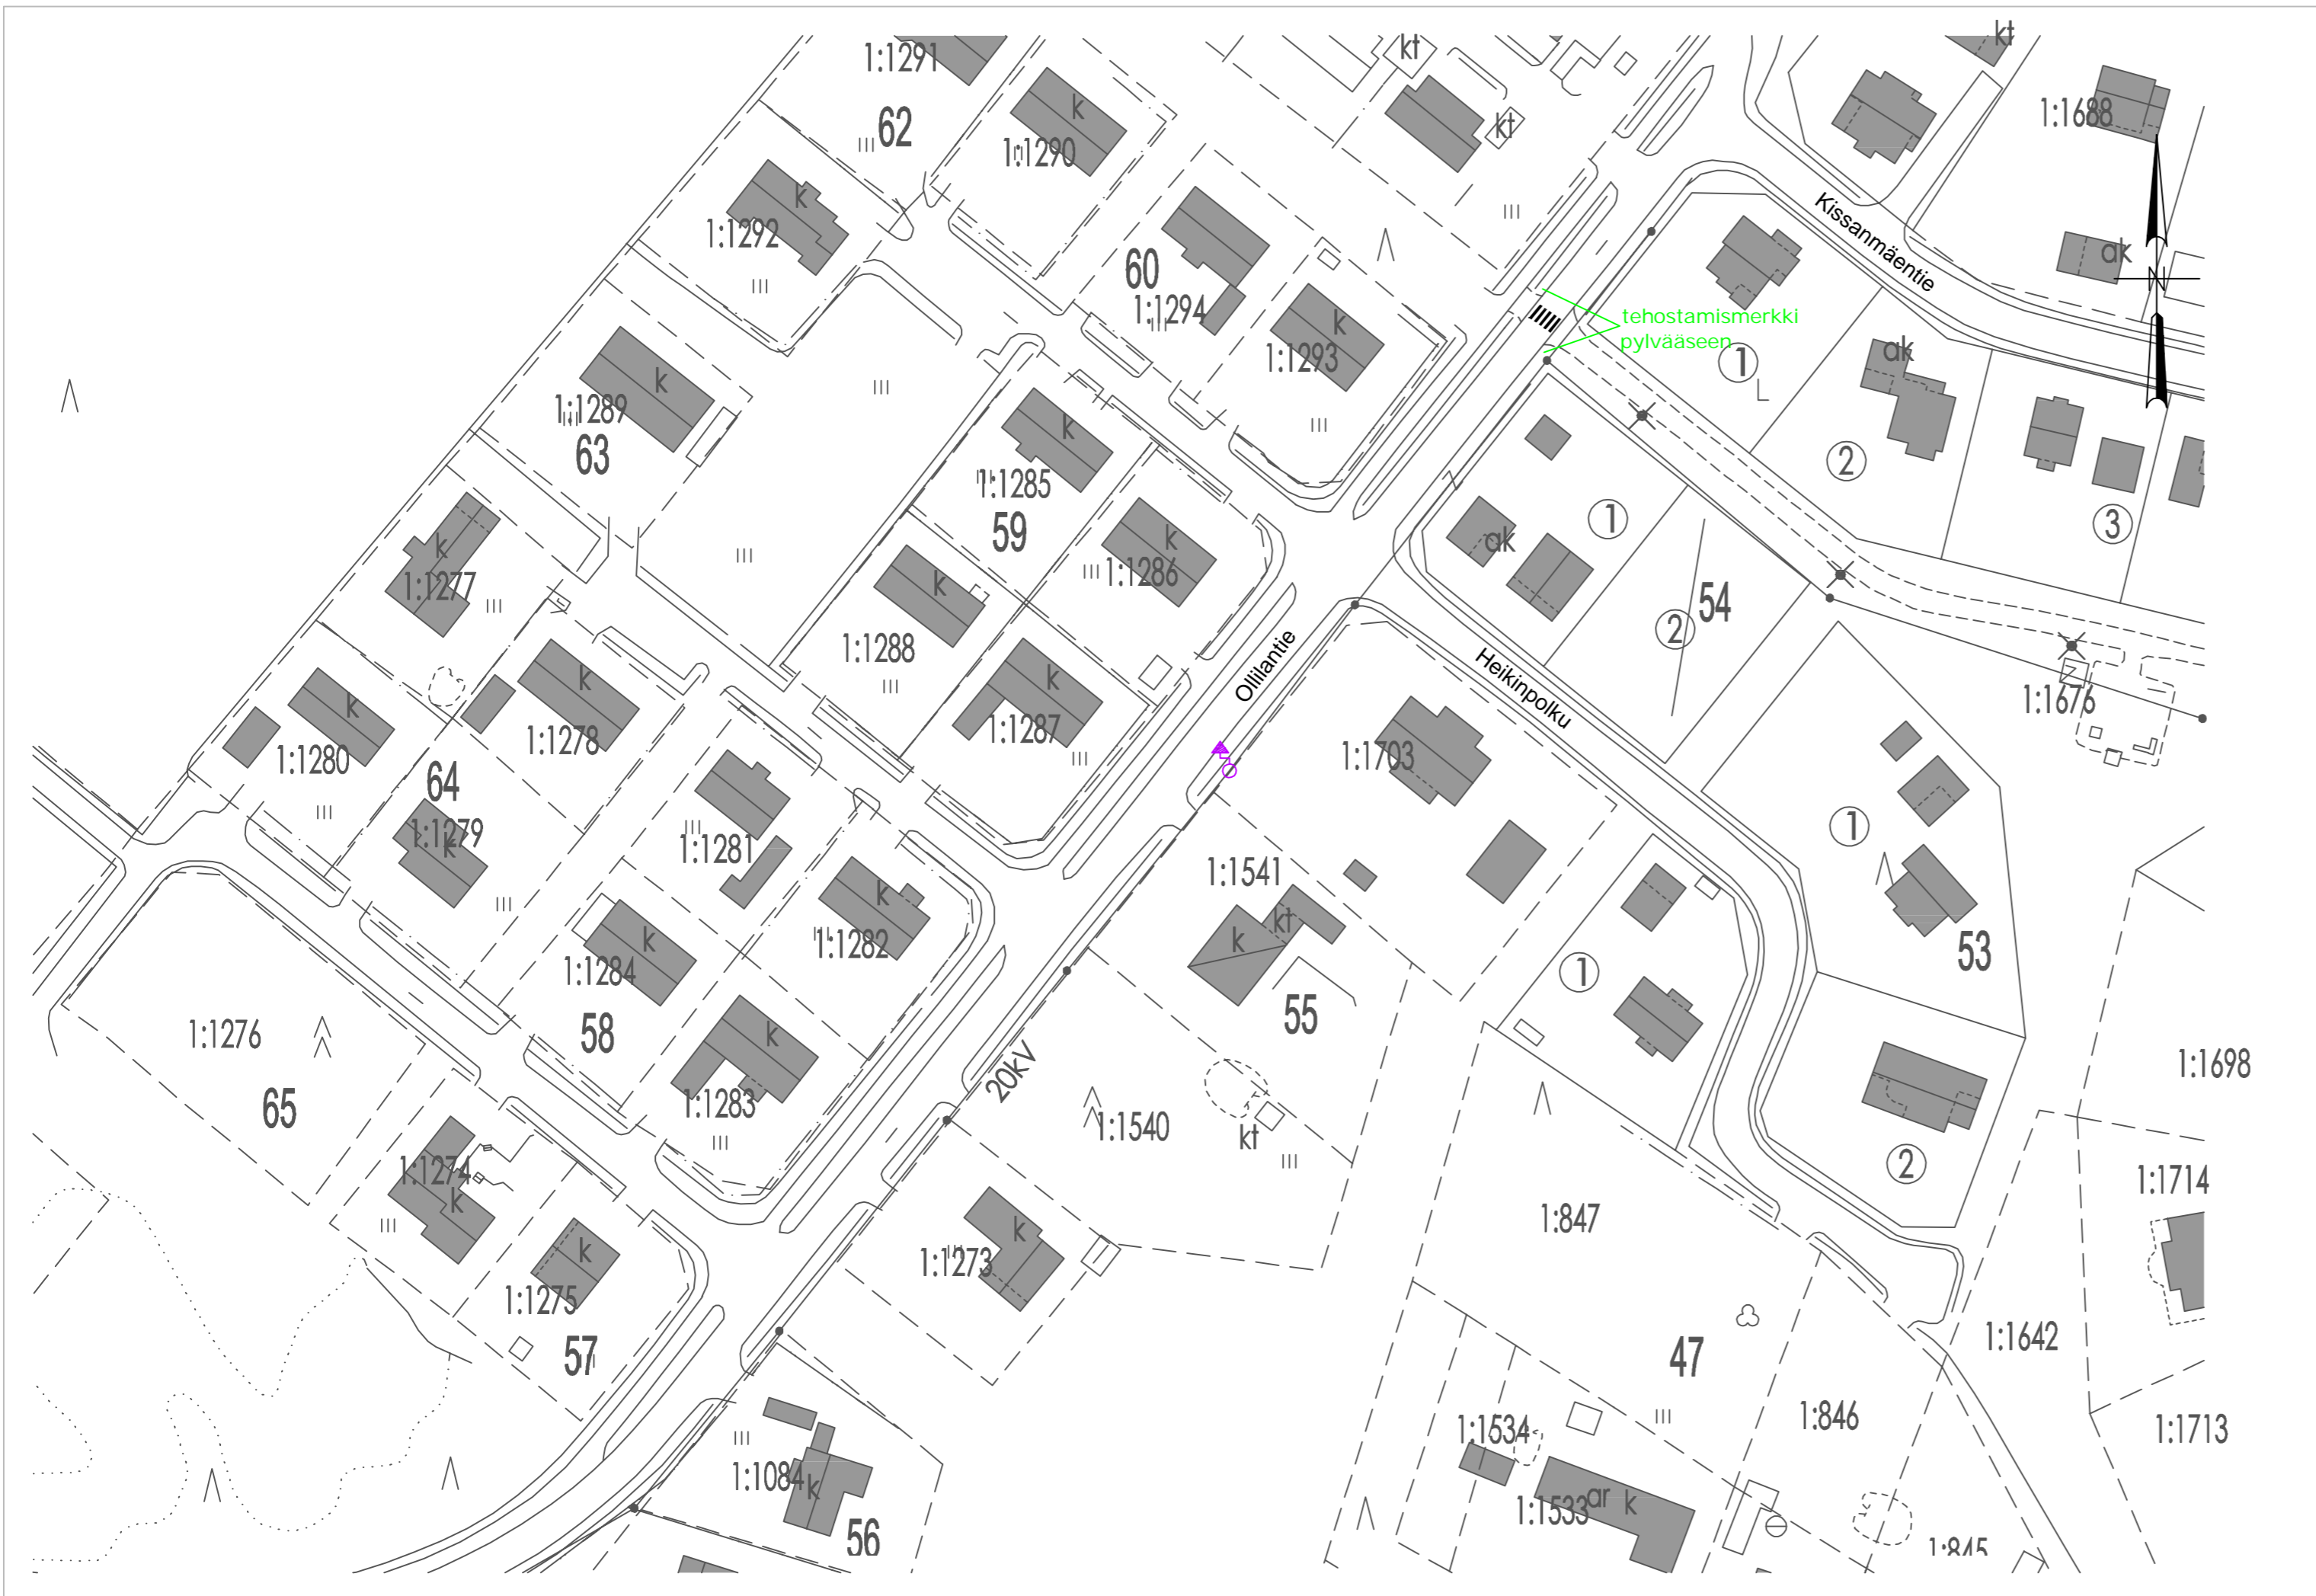 1:1291
kt
kt
k
1:1688
62
1:1290
kt
k
1:1292
Kissanmäentie
ak
60
1:1294
k
1:1293
tehostamismerkki
pylvääseen
1
ak
k
1:1289
63
k
1:1285
59
2
3
1
ak
k
1:1277
k
1:1286
k
1:1288
54
2
Ollilantie
Heikinpolku
k
1:1278
k
1:1287
1:1676
k
1:1280
64
1:1279
k
1:1703
1:1281
1:1541
1
k
1:1282
k
kt
53
k
1:1284
1
1:1276
58
55
k
20kV
1:1698
65
1:1283
1:1540
kt
1:1274
k
2
1:1714
1:847
k
1:1273
k
1:1275
57
47
1:1642
1:846
1:1534
1:1713
1:1084
k
1:1533
ar
k
56
1:845
N